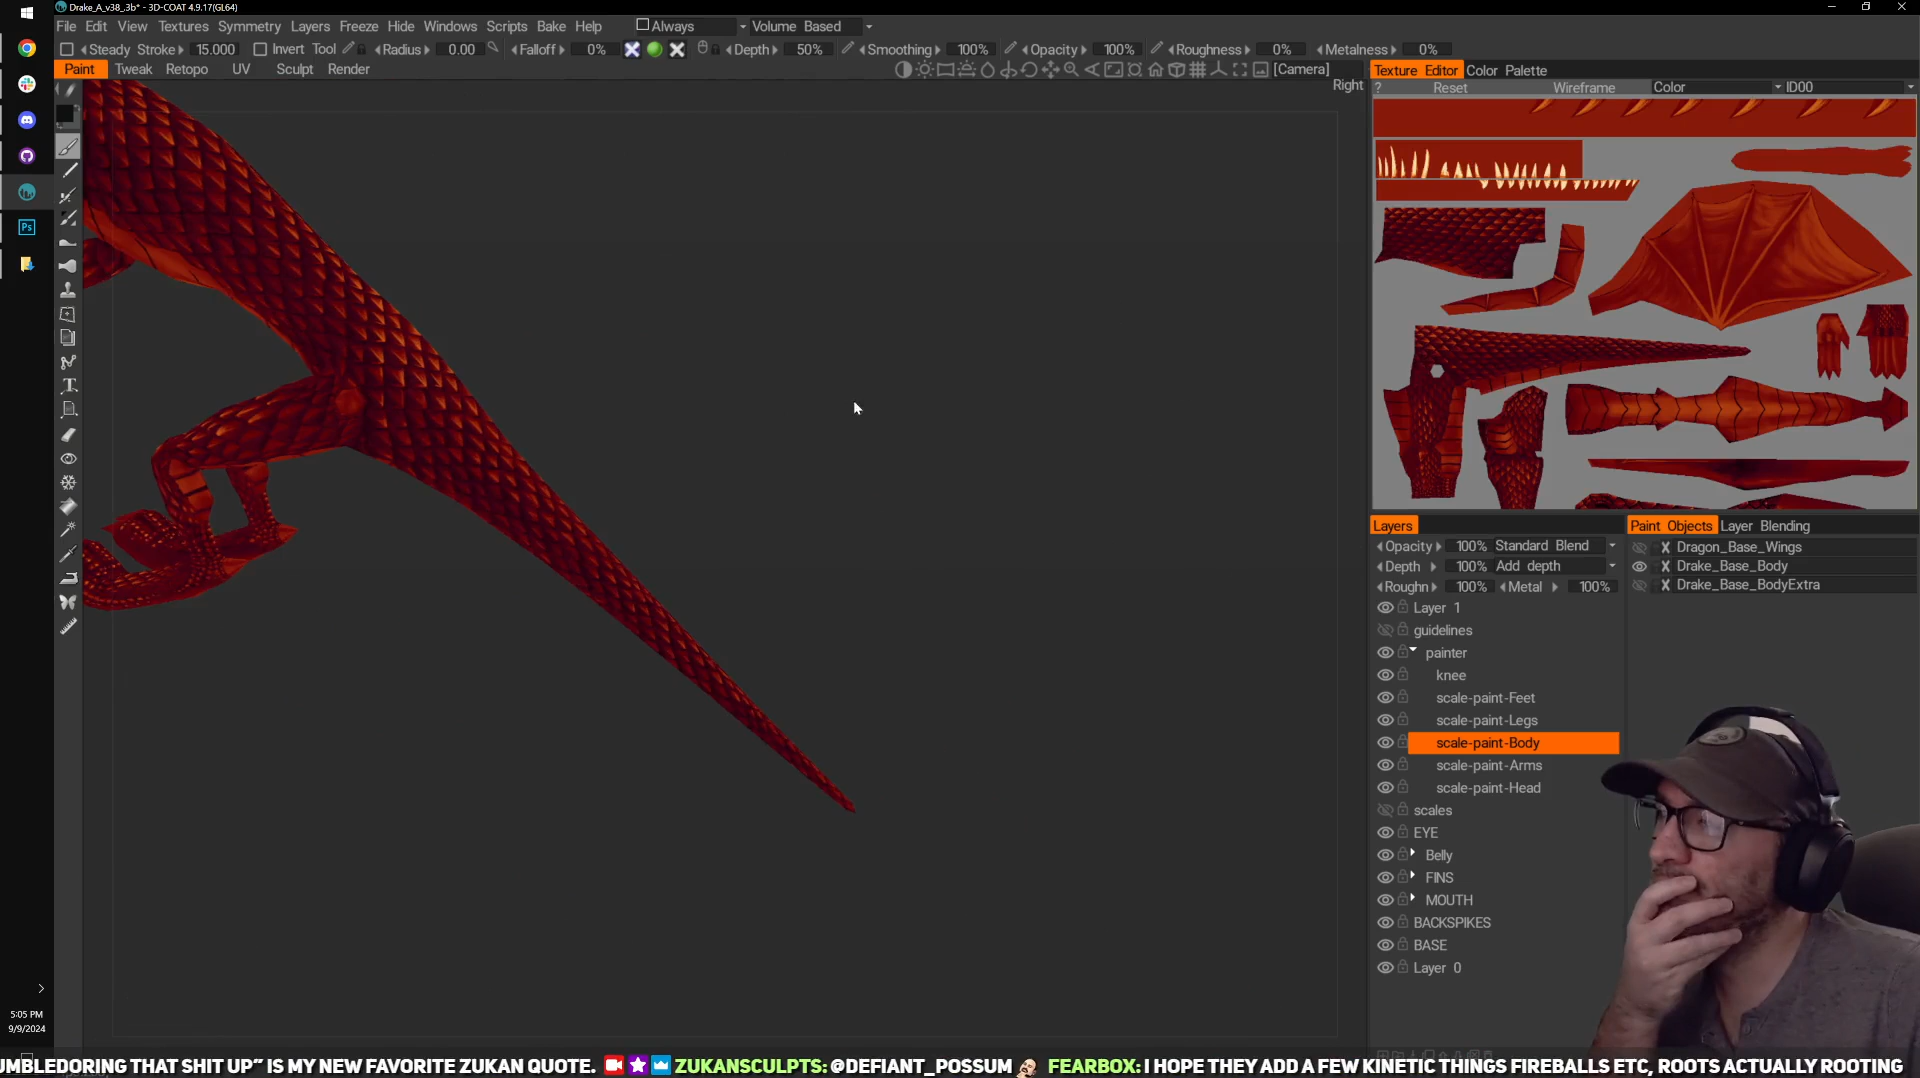 Drake_A_v38_.3b* - 3D-COAT 4.9.17(GL64)
File Edit View Textures Symmetry Layers Freeze Hide Windows Scripts Bake Help Always Volume Based
Steady Stroke 15.000 Invert Tool Radius 0.00 Falloff 0% Depth 50% Smoothing 100% Opacity 100% Roughness 0% Metalness 0%
Paint Tweak Retopo UV Sculpt Render [Camera]
Right
Texture Editor Color Palette
? Reset Wireframe Color ID00
Layers
Opacity 100% Standard Blend
Depth 100% Add depth
Roughn 100% Metal 100%
Layer 1
guidelines
painter
knee
scale-paint-Feet
scale-paint-Legs
scale-paint-Body
scale-paint-Arms
scale-paint-Head
scales
EYE
Belly
FINS
MOUTH
BACKSPIKES
BASE
Layer 0
Paint Objects Layer Blending
X Dragon_Base_Wings
X Drake_Base_Body
X Drake_Base_BodyExtra
Ps
5:05 PM
9/9/2024
UMBLEDORING THAT SHIT UP" IS MY NEW FAVORITE ZUKAN QUOTE. ZUKANSCULPTS: @DEFIANT_POSSUM FEARBOX: I HOPE THEY ADD A FEW KINETIC THINGS FIREBALLS ETC, ROOTS ACTUALLY ROOTING